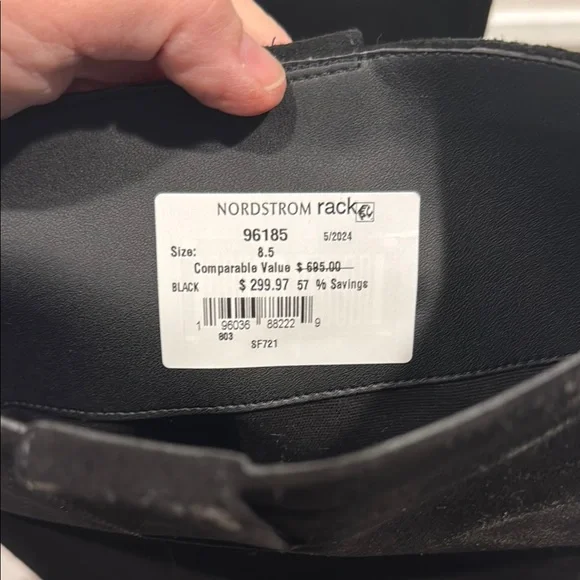 NORDSTROM rack
96185 5/2024
Size: 8.5
Comparable Value $ 695.00
BLACK $ 299.97 57 % Savings
1 96036 88222 9
803
SF721